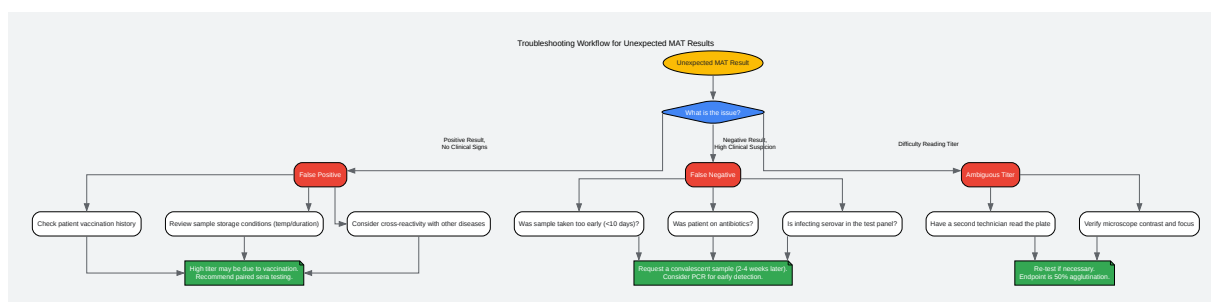 Troubleshooting Workflow for Unexpected MAT Results
Unexpected MAT Result
What is the issue?
Positive Result,
No Clinical Signs
Negative Result,
High Clinical Suspicion
Difficulty Reading Titer
False Positive
False Negative
Ambiguous Titer
Check patient vaccination history
Review sample storage conditions (temp/duration)
Consider cross-reactivity with other diseases
Was sample taken too early (<10 days)?
Was patient on antibiotics?
Is infecting serovar in the test panel?
Have a second technician read the plate
Verify microscope contrast and focus
High titer may be due to vaccination.
Recommend paired sera testing.
Request a convalescent sample (2-4 weeks later).
Consider PCR for early detection.
Re-test if necessary.
Endpoint is 50% agglutination.